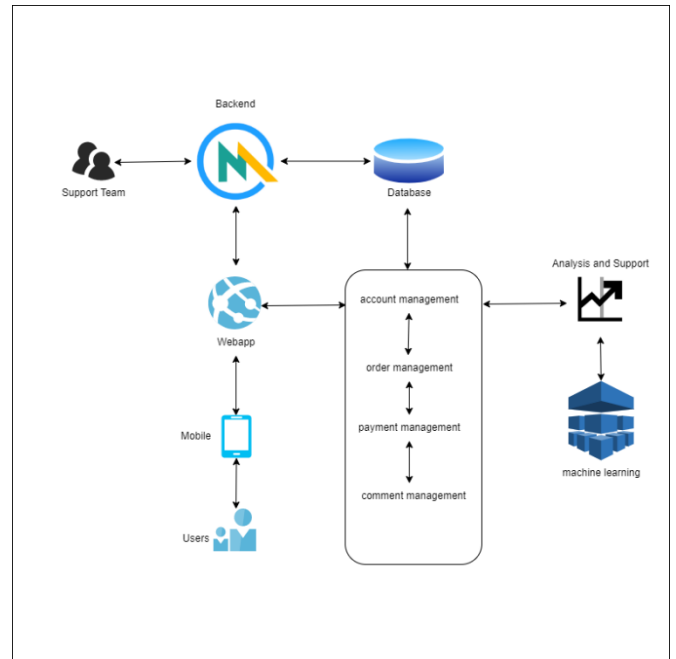 Backend
Support Team
Database
Analysis and Support
account management
Webapp
order management
payment management
Mobile
machine learning
comment management
Users